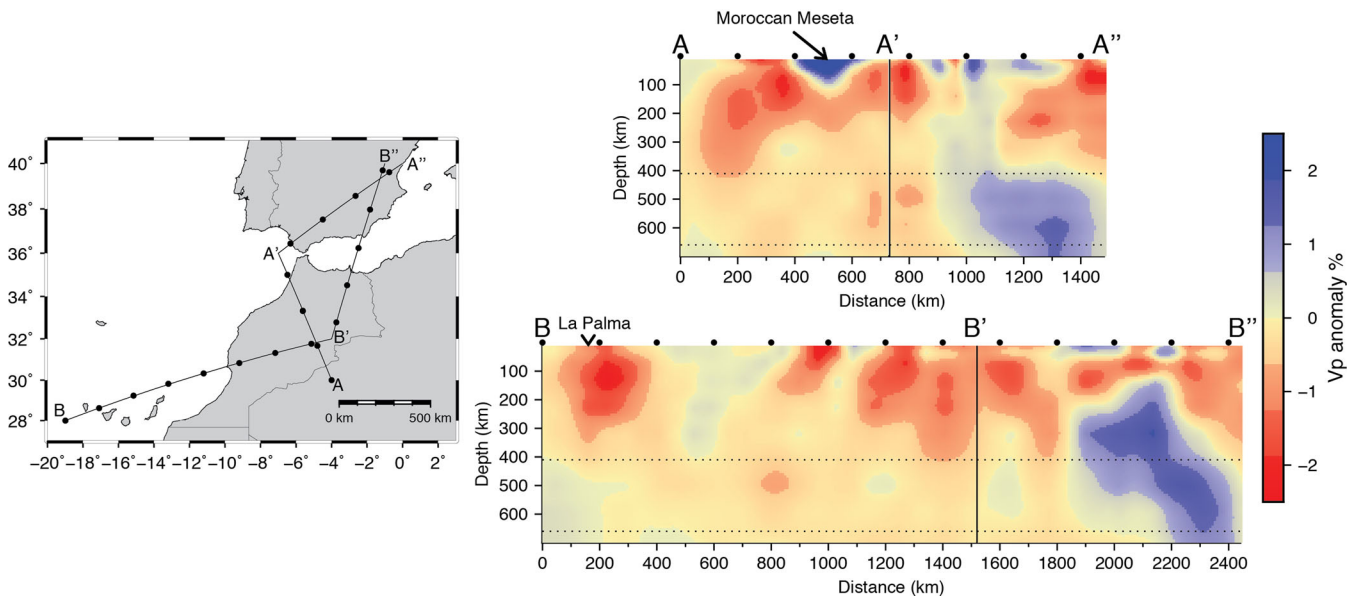 Moroccan Meseta
A
A’
A’’
100
200
300
400
500
600
Depth (km)
0
200
400
600
800
1000
1200
1400
Distance (km)
40˚
38˚
36˚
34˚
32˚
30˚
28˚
B’’
A’’
A’
B’
A
B
0 km
500 km
−20˚
−18˚
−16˚
−14˚
−12˚
−10˚
−8˚
−6˚
−4˚
−2˚
0˚
2˚
B
La Palma
B’
B’’
100
200
300
400
500
600
Depth (km)
0
200
400
600
800
1000
1200
1400
1600
1800
2000
2200
2400
Distance (km)
2
1
0
−1
−2
Vp anomaly %